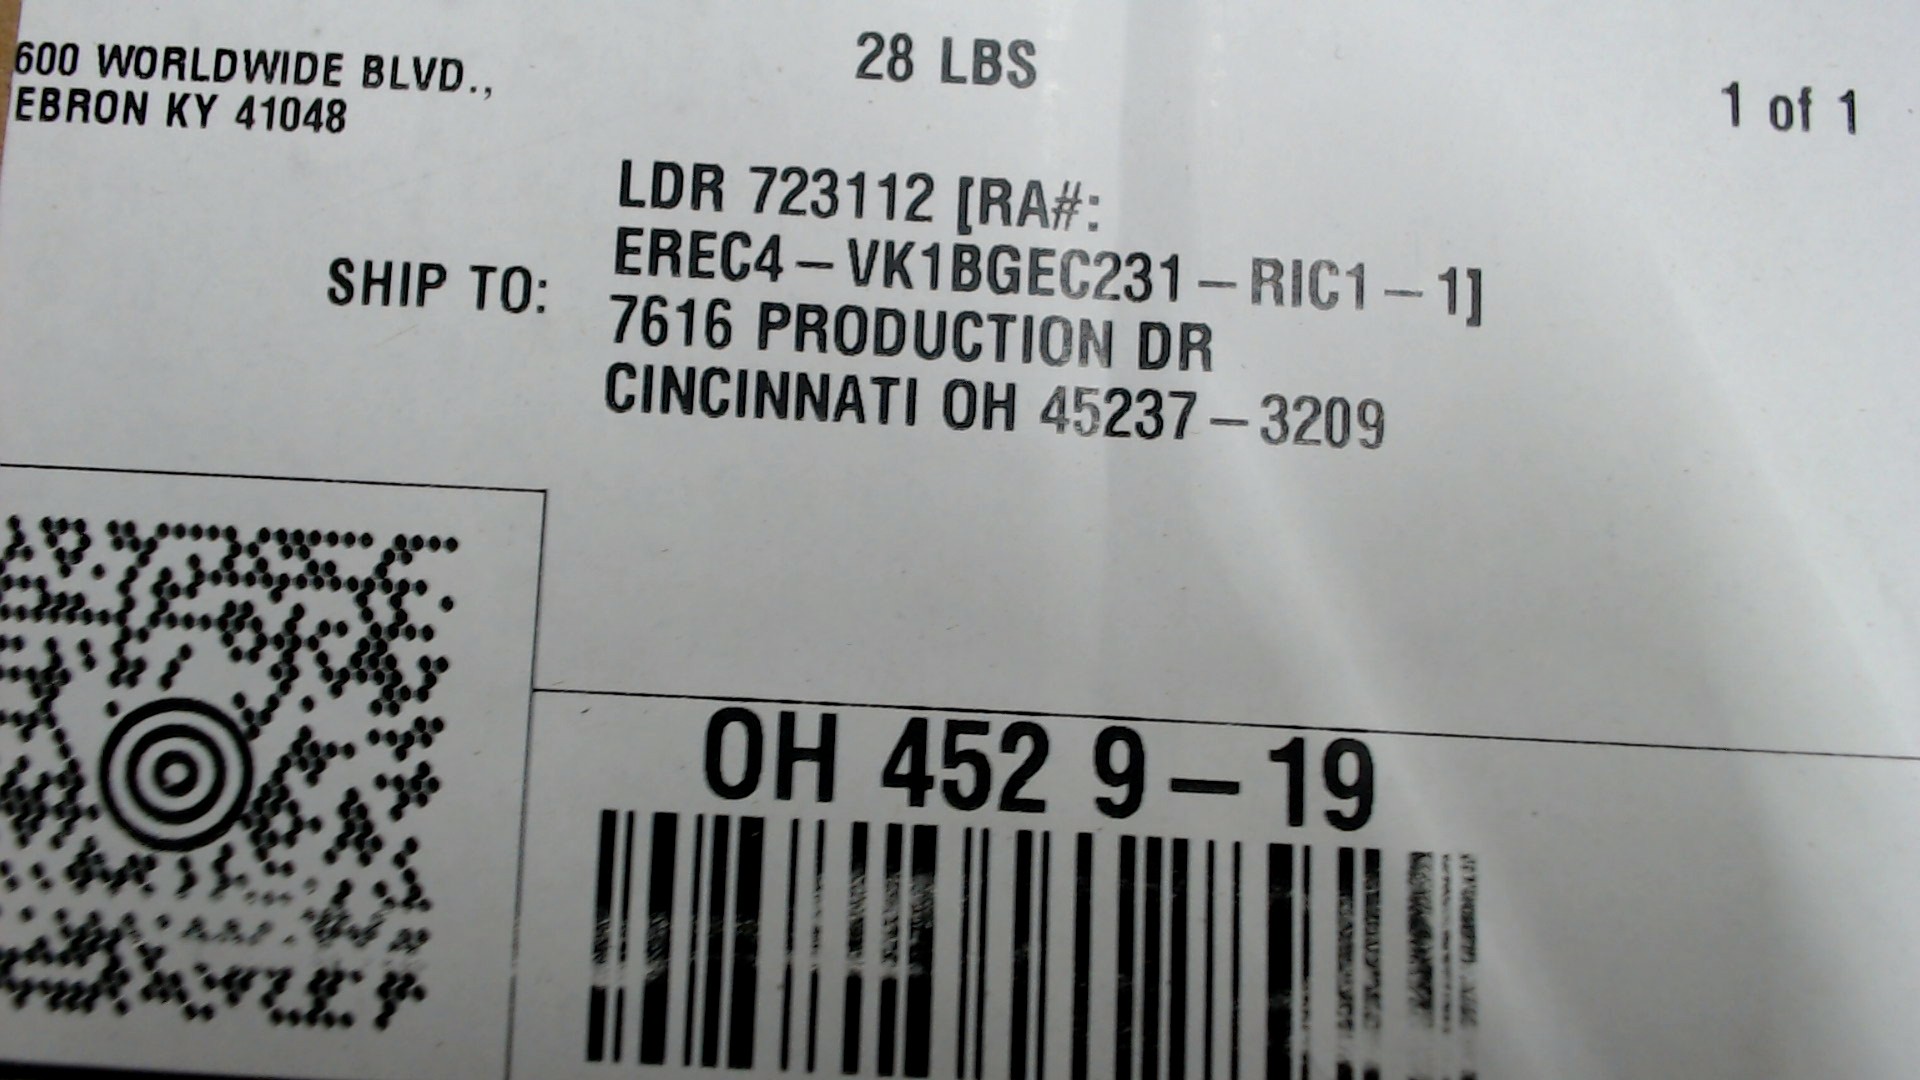 600 WORLDWIDE BLVD.,
EBRON KY 41048
28 LBS
1 of 1
SHIP TO:
LDR 723112 [RA#:
EREC4-VK1BGEC231-RIC1-1]
7616 PRODUCTION DR
CINCINNATI OH 45237-3209
OH 452 9-19